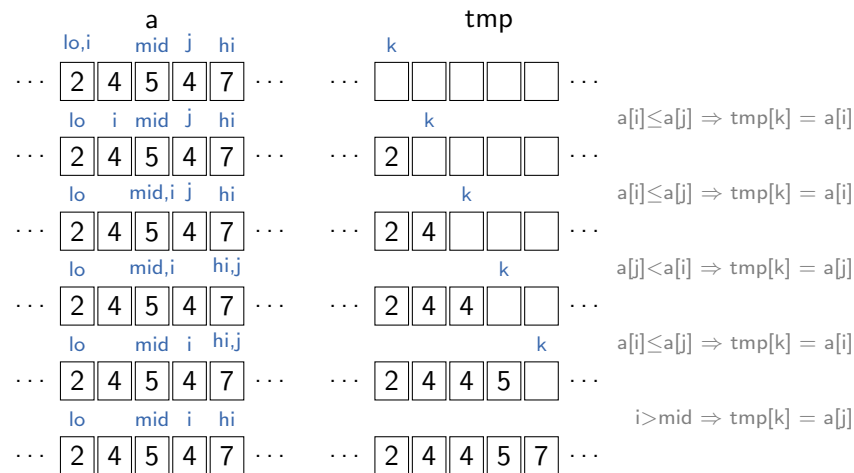 a tmp
lo,i mid j hi k
··· 2 4 5 4 7 ··· ··· ···
lo i mid j hi k a[i]≤a[j] ⇒ tmp[k] = a[i]
··· 2 4 5 4 7 ··· ··· 2 ···
lo mid,i j hi k a[i]≤a[j] ⇒ tmp[k] = a[i]
··· 2 4 5 4 7 ··· ··· 2 4 ···
lo mid,i hi,j k a[j]<a[i] ⇒ tmp[k] = a[j]
··· 2 4 5 4 7 ··· ··· 2 4 4 ···
lo mid i hi,j k a[i]≤a[j] ⇒ tmp[k] = a[i]
··· 2 4 5 4 7 ··· ··· 2 4 4 5 ···
lo mid i hi i>mid ⇒ tmp[k] = a[j]
··· 2 4 5 4 7 ··· ··· 2 4 4 5 7 ···